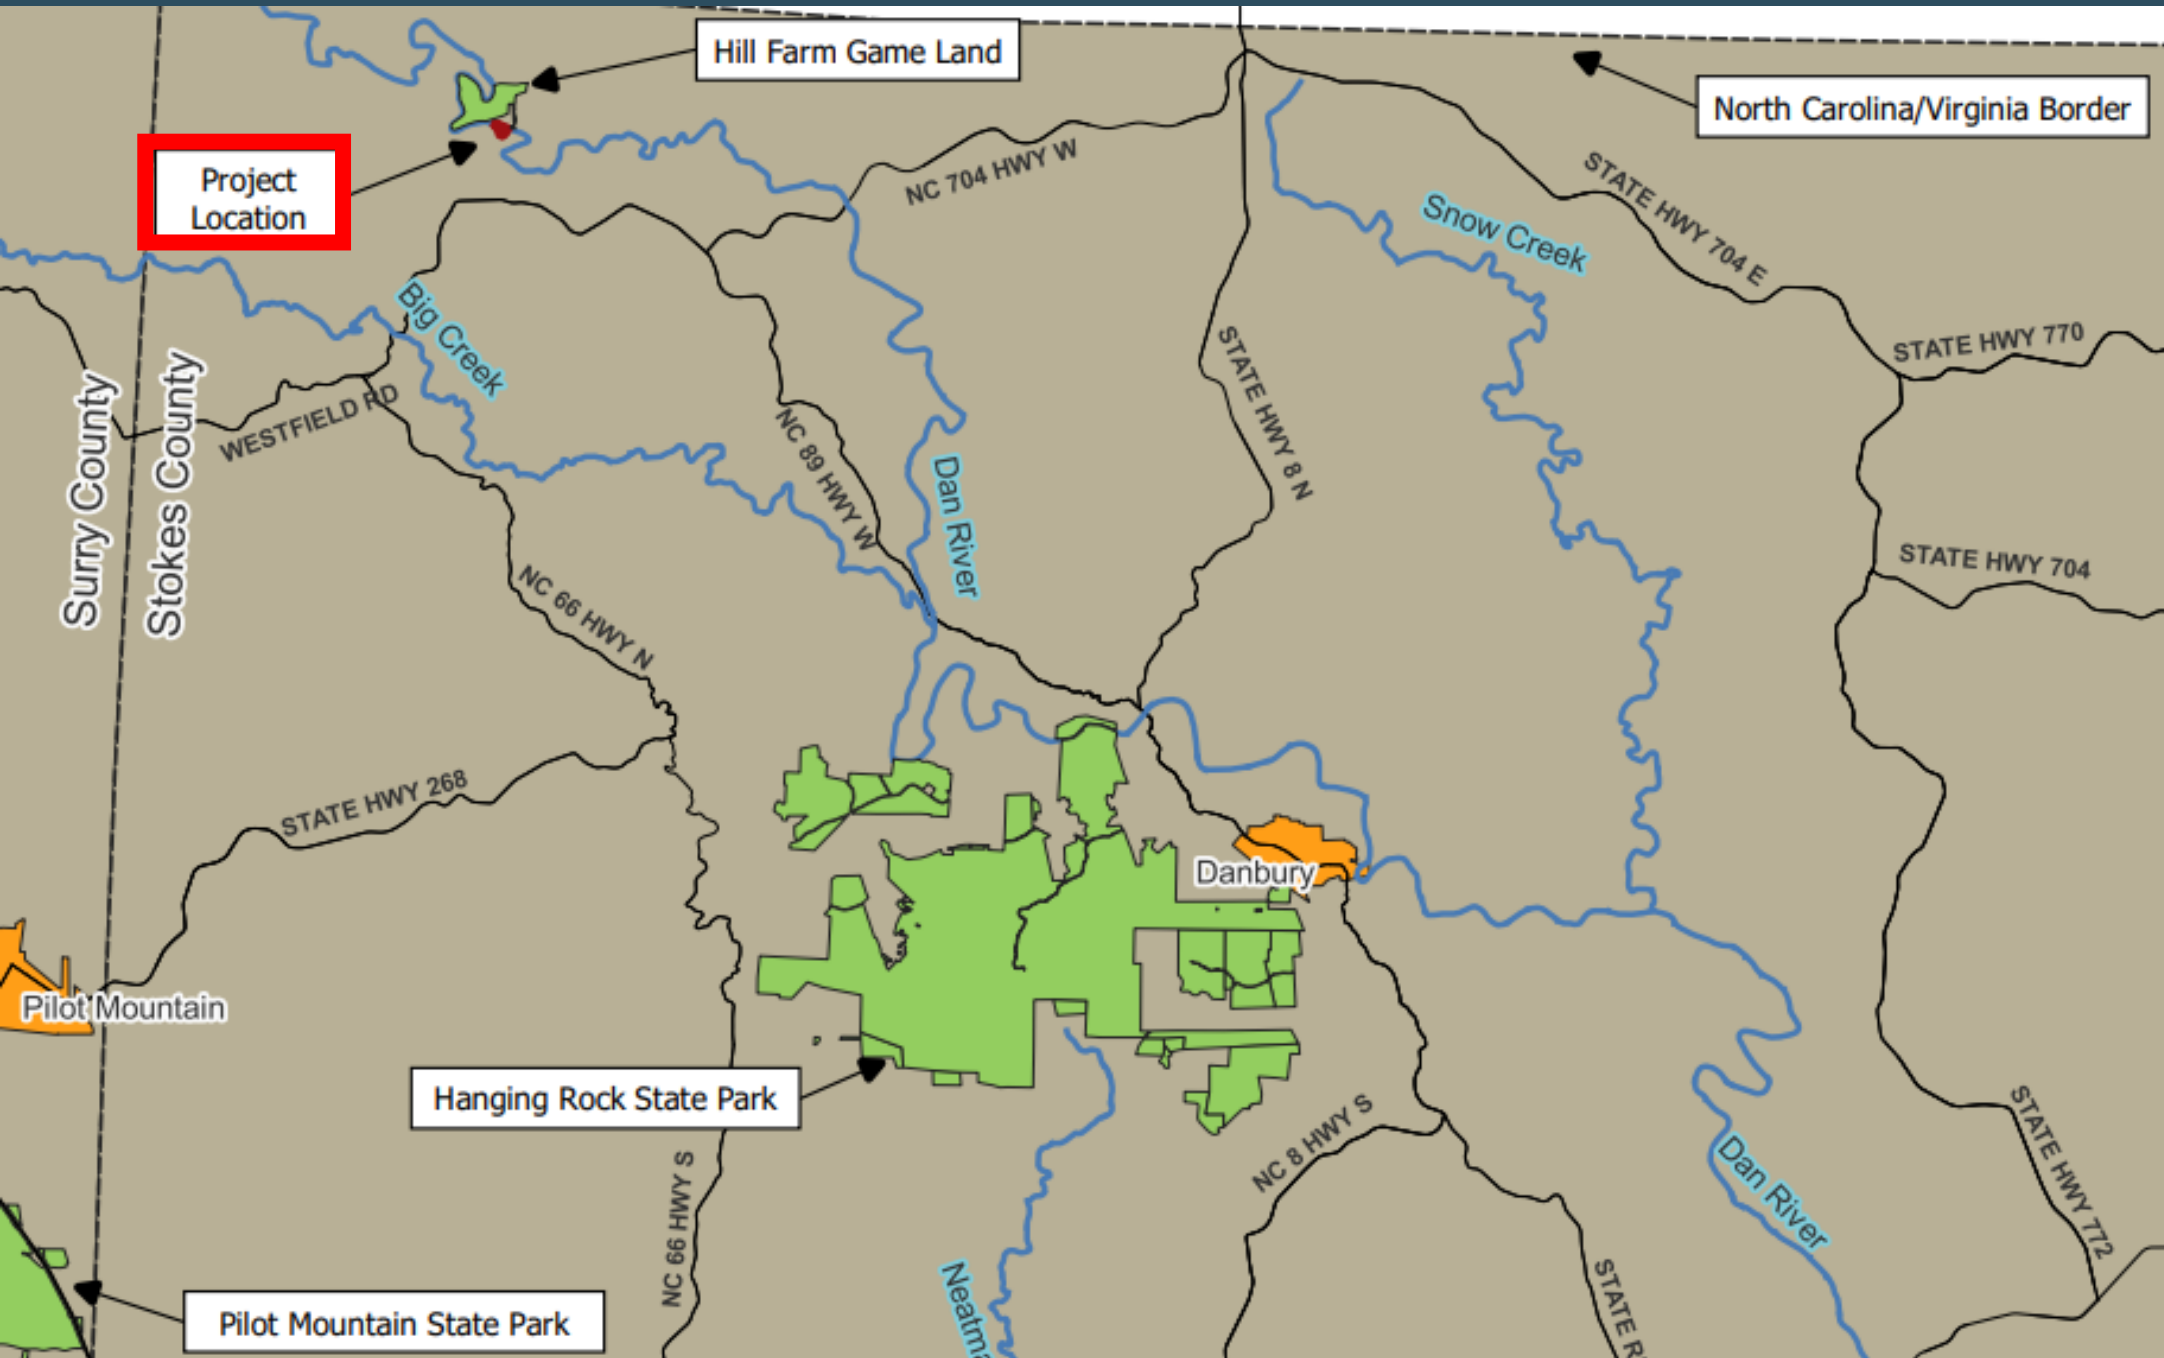 Hill Farm Game Land
North Carolina/Virginia Border
Project
Location
NC 704 HWY W
STATE HWY 704 E
Snow Creek
Big Creek
STATE HWY 770
STATE HWY 8 N
Surry County
Stokes County
WESTFIELD RD
NC 89 HWY W
Dan River
STATE HWY 704
NC 66 HWY N
STATE HWY 268
Danbury
Pilot Mountain
Hanging Rock State Park
NC 8 HWY S
STATE HWY 772
Dan River
NC 66 HWY S
Pilot Mountain State Park
STATE